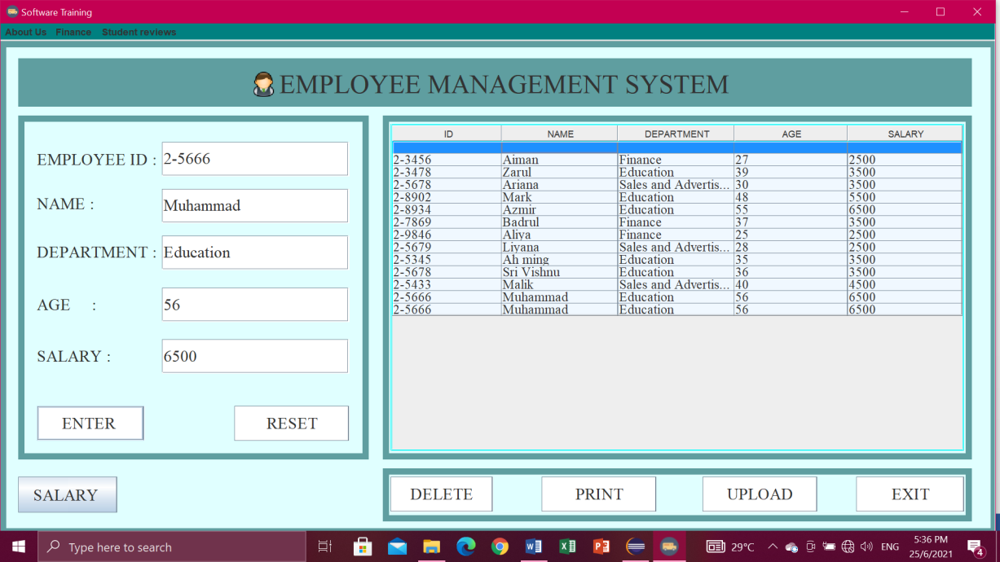 Software Training
About Us Finance Student reviews
EMPLOYEE MANAGEMENT SYSTEM
EMPLOYEE ID : 2-5666
NAME : Muhammad
DEPARTMENT : Education
AGE : 56
SALARY : 6500
ENTER RESET
SALARY
ID NAME DEPARTMENT AGE SALARY
2-3456 Aiman Finance 27 2500
2-3478 Zarul Education 39 3500
2-5678 Ariana Sales and Advertis... 30 3500
2-8902 Mark Education 48 5500
2-8934 Azmir Education 55 6500
2-7869 Badrul Finance 37 3500
2-9846 Aliya Finance 25 2500
2-5679 Liyana Sales and Advertis... 28 2500
2-5345 Ah ming Education 35 3500
2-5678 Sri Vishnu Education 36 3500
2-5433 Malik Sales and Advertis... 40 4500
2-5666 Muhammad Education 56 6500
2-5666 Muhammad Education 56 6500
DELETE PRINT UPLOAD EXIT
Type here to search
29°C
ENG
5:36 PM
25/6/2021
4